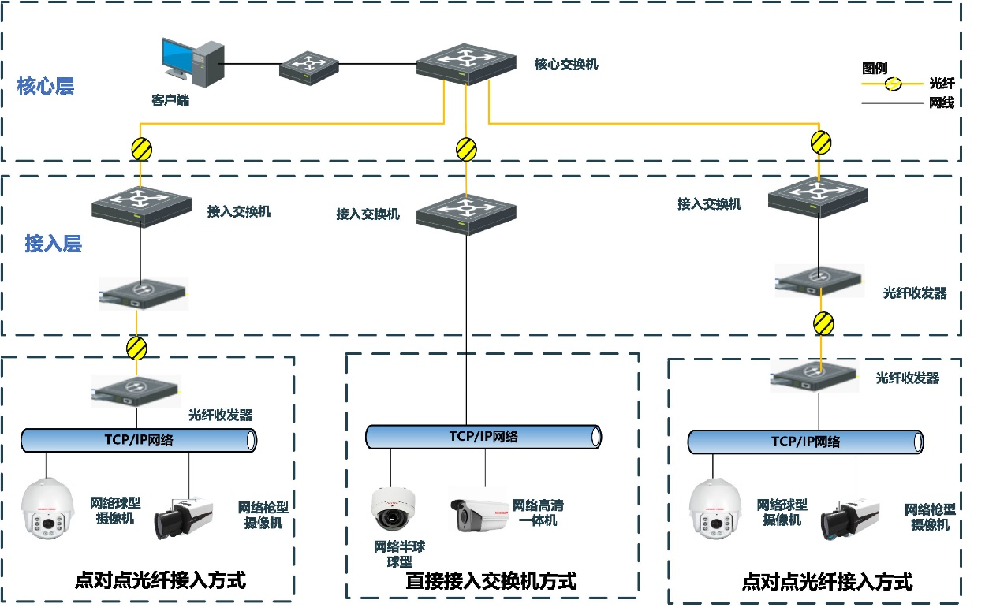 核心交换机
图例
光纤
网线
核心层
客户端
接入交换机
接入交换机
接入交换机
接入层
光纤收发器
光纤收发器
光纤收发器
TCP/IP网络
TCP/IP网络
TCP/IP网络
网络球型
摄像机
网络枪型
摄像机
网络半球
球型
网络高清
一体机
网络球型
摄像机
网络枪型
摄像机
点对点光纤接入方式
直接接入交换机方式
点对点光纤接入方式